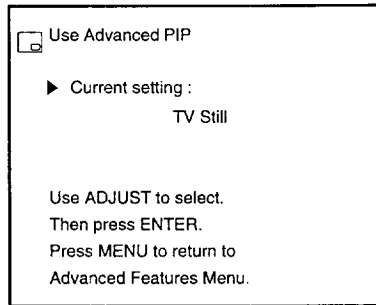 Use Advanced PIP
▶ Current setting :
TV Still
Use ADJUST to select.
Then press ENTER.
Press MENU to return to
Advanced Features Menu.